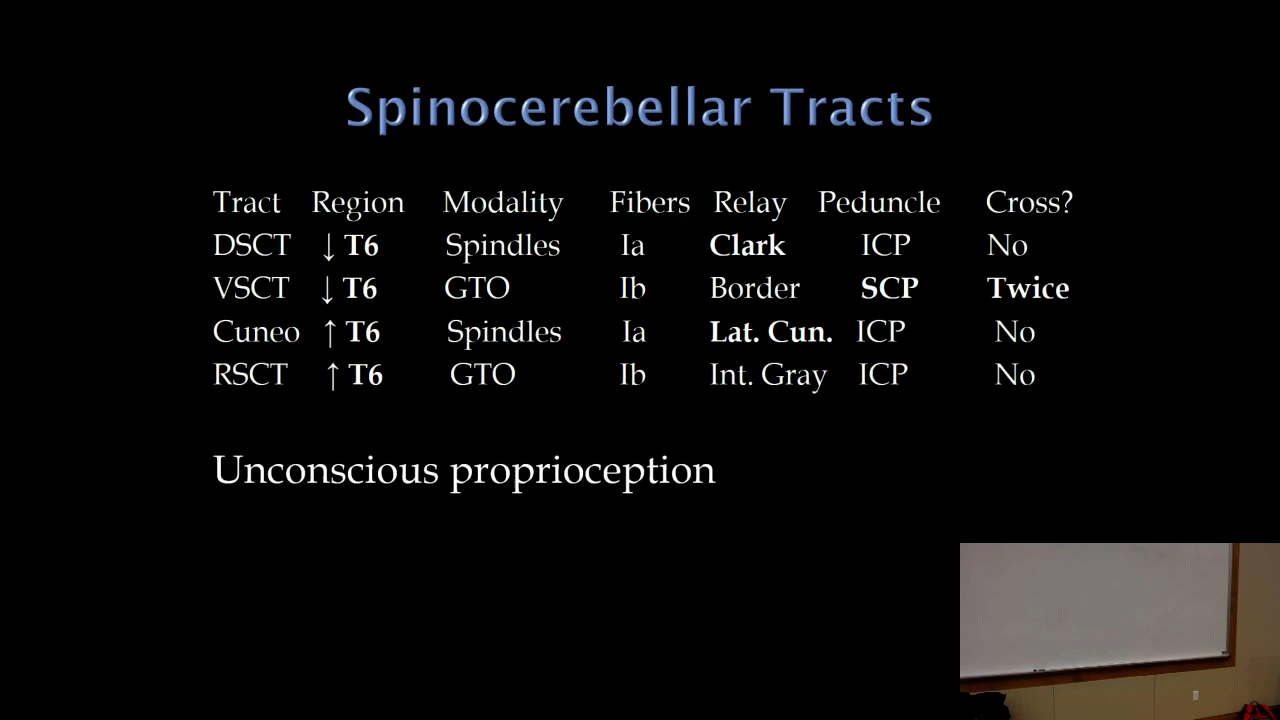 Spinocerebellar Tracts
Tract Region Modality Fibers Relay Peduncle Cross?
DSCT ↓ T6 Spindles Ia Clark ICP No
VSCT ↓ T6 GTO Ib Border SCP Twice
Cuneo ↑ T6 Spindles Ia Lat. Cun. ICP No
RSCT ↑ T6 GTO Ib Int. Gray ICP No
Unconscious proprioception